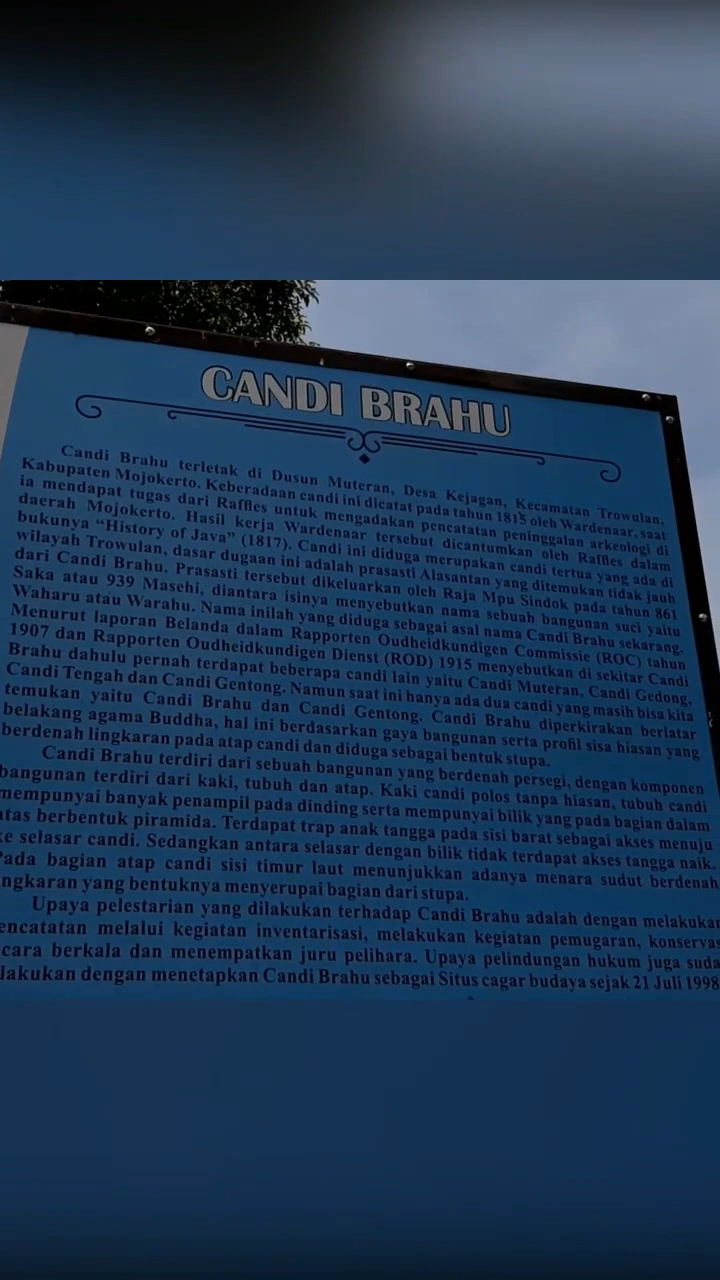 CANDI BRAHU
Candi Brahu terletak di Dusun Muteran, Desa Kejagan, Kecamatan Trowulan,
Kabupaten Mojokerto. Keberadaan candi ini dicatat pada tahun 1815 oleh Wardenaar, saat
ia mendapat tugas dari Raffles untuk mengadakan pencatatan peninggalan arkeologi di
daerah Mojokerto. Hasil kerja Wardenaar tersebut dicantumkan oleh Raffles dalam
bukunya “History of Java” (1817). Candi ini diduga merupakan candi tertua yang ada di
wilayah Trowulan, dasar dugaan ini adalah prasasti Alasantan yang ditemukan tidak jauh
dari Candi Brahu. Prasasti tersebut dikeluarkan oleh Raja Mpu Sindok pada tahun 861
Saka atau 939 Masehi, diantara isinya menyebutkan nama sebuah bangunan suci yaitu
Waharu atau Warahu. Nama inilah yang diduga sebagai asal nama Candi Brahu sekarang.
Menurut laporan Belanda dalam Rapporten Oudheidkundigen Commissie (ROC) tahun
1907 dan Rapporten Oudheidkundigen Dienst (ROD) 1915 menyebutkan di sekitar Candi
Brahu dahulu pernah terdapat beberapa candi lain yaitu Candi Muteran, Candi Gedong,
Candi Tengah dan Candi Gentong. Namun saat ini hanya ada dua candi yang masih bisa kita
temukan yaitu Candi Brahu dan Candi Gentong. Candi Brahu diperkirakan berlatar
belakang agama Buddha, hal ini berdasarkan gaya bangunan serta profil sisa hiasan yang
berdenah lingkaran pada atap candi dan diduga sebagai bentuk stupa.
Candi Brahu terdiri dari sebuah bangunan yang berdenah persegi, dengan komponen
bangunan terdiri dari kaki, tubuh dan atap. Kaki candi polos tanpa hiasan, tubuh candi
mempunyai banyak penampil pada dinding serta mempunyai bilik yang pada bagian dalam
atas berbentuk piramida. Terdapat trap anak tangga pada sisi barat sebagai akses menuju
ke selasar candi. Sedangkan antara selasar dengan bilik tidak terdapat akses tangga naik.
Pada bagian atap candi sisi timur laut menunjukkan adanya menara sudut berdenah
ngkaran yang bentuknya menyerupai bagian dari stupa.
Upaya pelestarian yang dilakukan terhadap Candi Brahu adalah dengan melakukan
encatatan melalui kegiatan inventarisasi, melakukan kegiatan pemugaran, konservas
cara berkala dan menempatkan juru pelihara. Upaya pelindungan hukum juga suda
lakukan dengan menetapkan Candi Brahu sebagai Situs cagar budaya sejak 21 Juli 1998